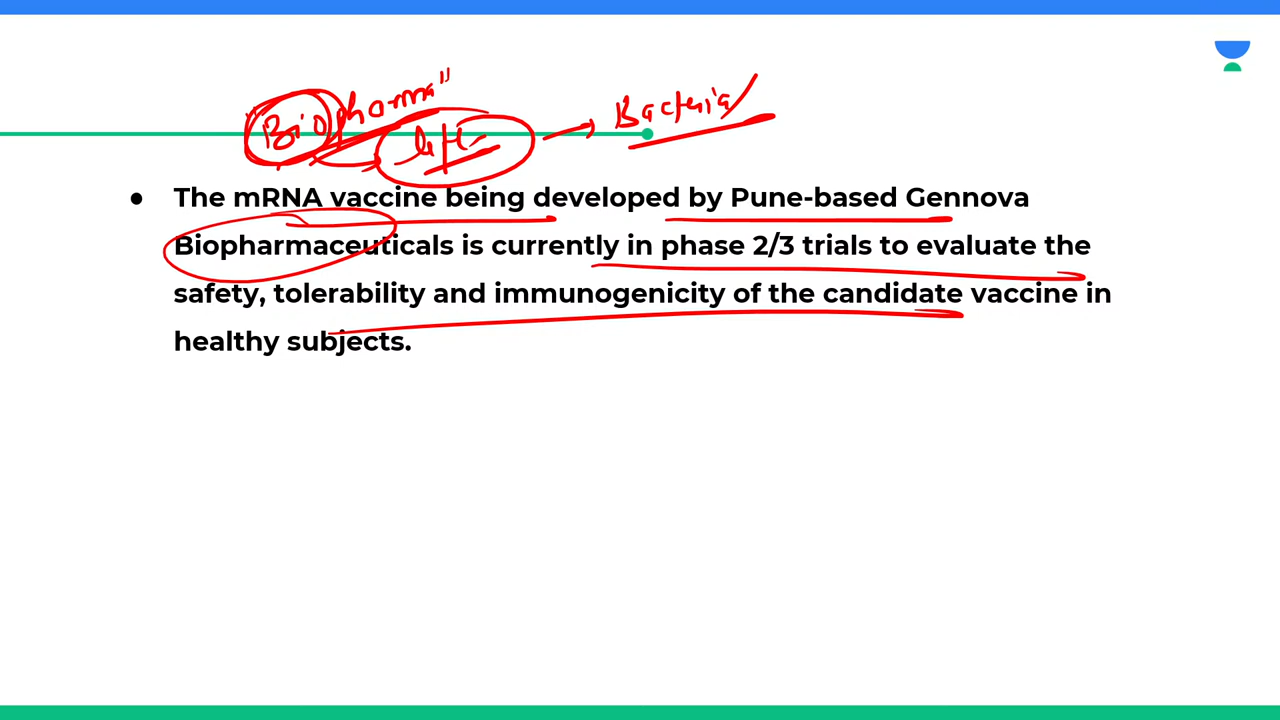 Biopharma"
life → Bacteria
● The mRNA vaccine being developed by Pune-based Gennova
Biopharmaceuticals is currently in phase 2/3 trials to evaluate the
safety, tolerability and immunogenicity of the candidate vaccine in
healthy subjects.